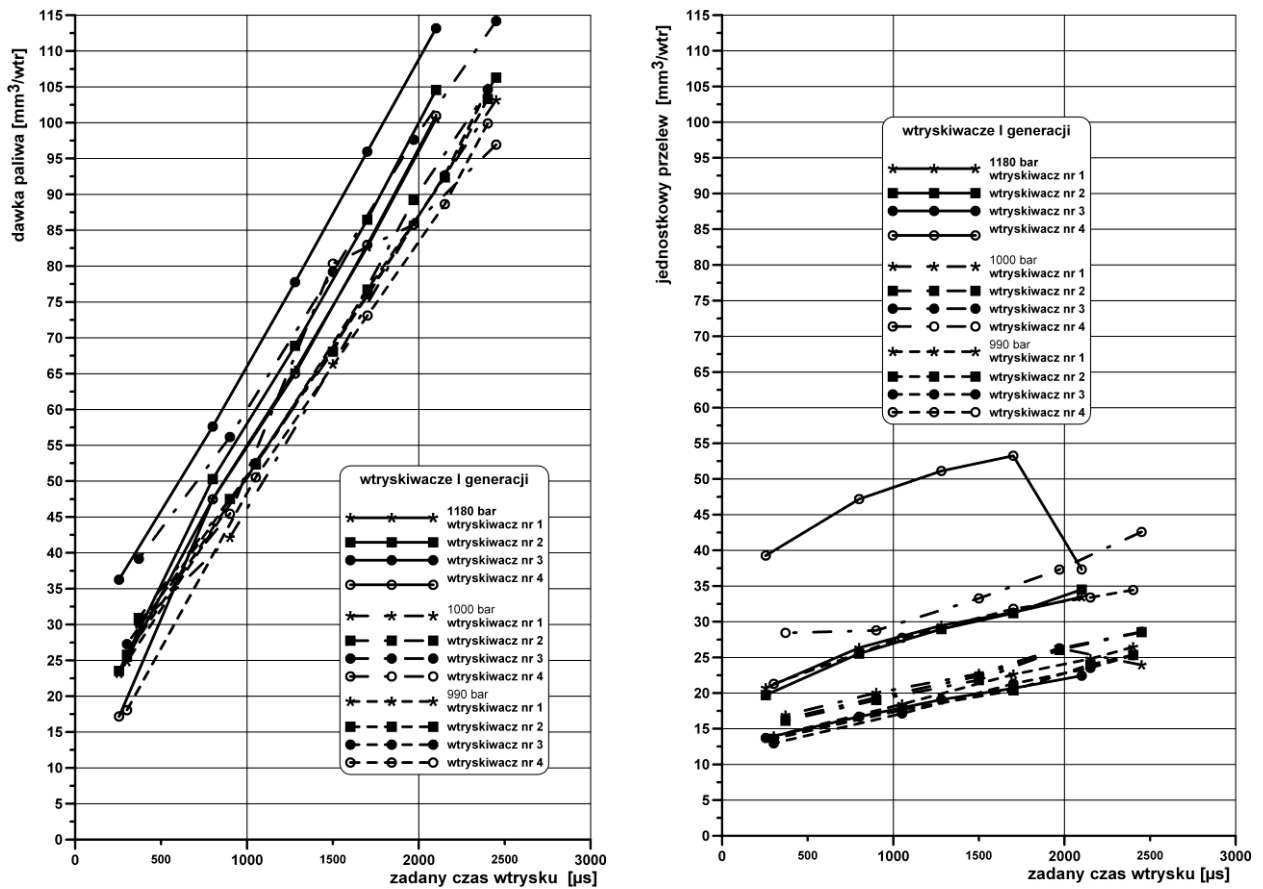 dawka paliwa [mm3/wtr]
115
110
105
100
95
90
85
80
75
70
65
60
55
50
45
40
35
30
25
20
15
10
5
0
0
500
1000
1500
2000
2500
3000
zadany czas wtrysku [µs]
wtryskiwacze I generacji
1180 bar
wtryskiwacz nr 1
wtryskiwacz nr 2
wtryskiwacz nr 3
wtryskiwacz nr 4
1000 bar
wtryskiwacz nr 1
wtryskiwacz nr 2
wtryskiwacz nr 3
wtryskiwacz nr 4
990 bar
wtryskiwacz nr 1
wtryskiwacz nr 2
wtryskiwacz nr 3
wtryskiwacz nr 4
jednostkowy przelew [mm3/wtr]
115
110
105
100
95
90
85
80
75
70
65
60
55
50
45
40
35
30
25
20
15
10
5
0
0
500
1000
1500
2000
2500
3000
zadany czas wtrysku [µs]
wtryskiwacze I generacji
1180 bar
wtryskiwacz nr 1
wtryskiwacz nr 2
wtryskiwacz nr 3
wtryskiwacz nr 4
1000 bar
wtryskiwacz nr 1
wtryskiwacz nr 2
wtryskiwacz nr 3
wtryskiwacz nr 4
990 bar
wtryskiwacz nr 1
wtryskiwacz nr 2
wtryskiwacz nr 3
wtryskiwacz nr 4